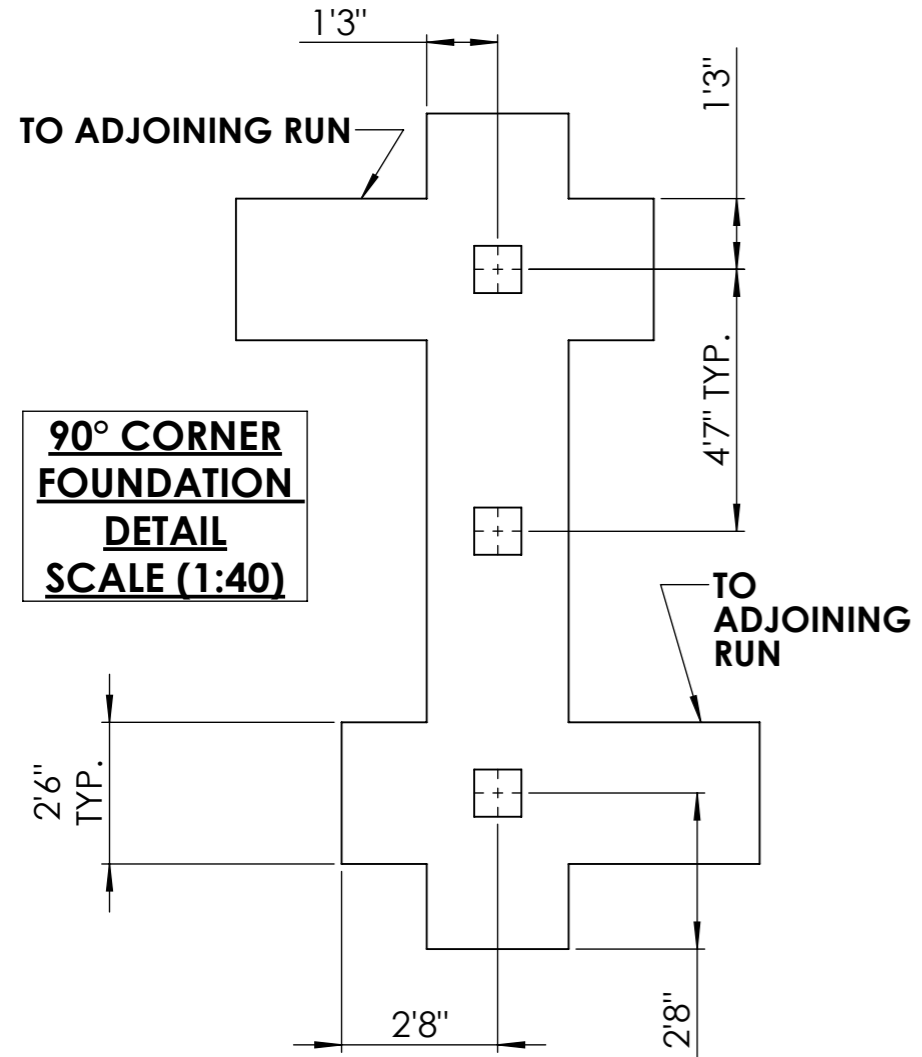 1'3"
1'3"
TO ADJOINING RUN
4'7" TYP.
90° CORNER
FOUNDATION
DETAIL
SCALE (1:40)
TO
ADJOINING
RUN
2'6"
TYP.
2'8"
2'8"